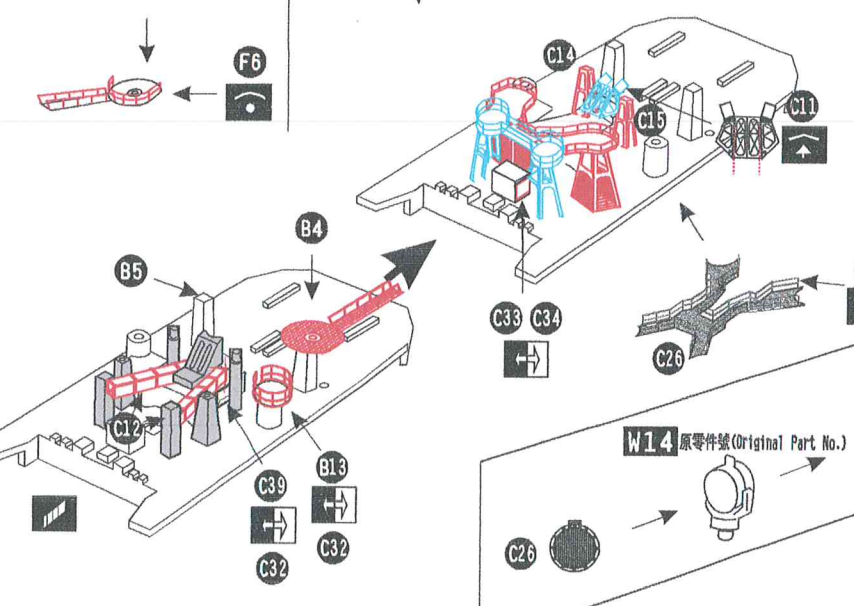 F6
C14
C15
C11
B4
B5
C33 C34
C26
C12
C39
B13
C32
C32
W14 原零件號(Original Part No.)
C26